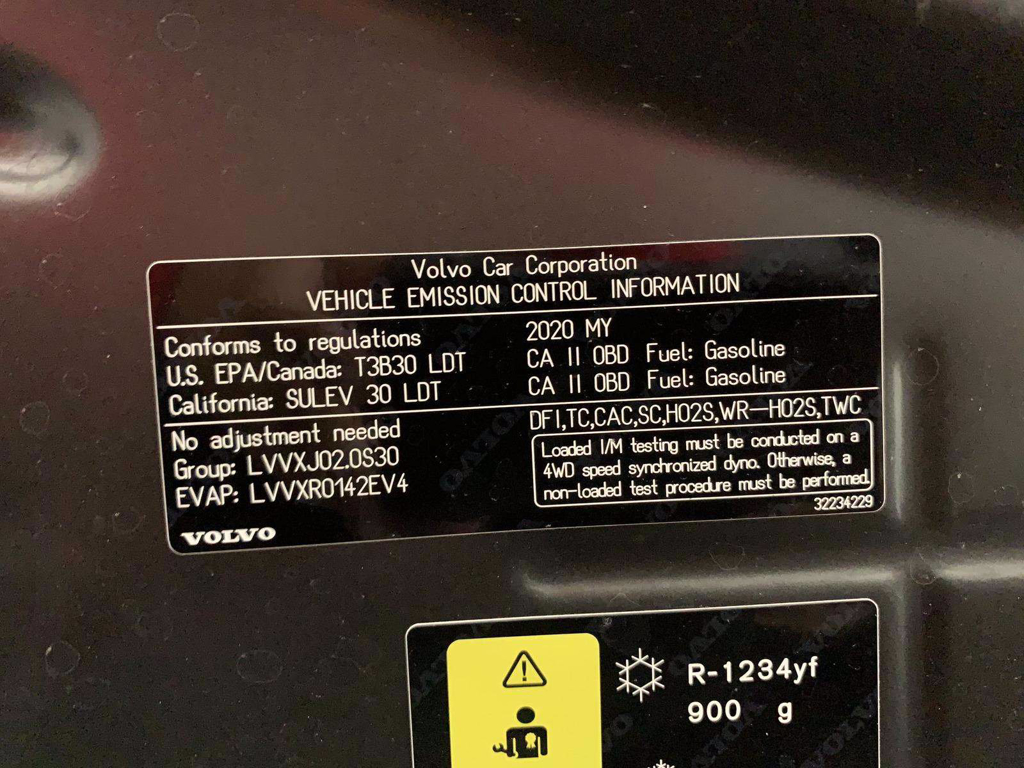 Volvo Car Corporation
VEHICLE EMISSION CONTROL INFORMATION
Conforms to regulations 2020 MY
U.S. EPA/Canada: T3B30 LDT CA II OBD Fuel: Gasoline
California: SULEV 30 LDT CA II OBD Fuel: Gasoline
No adjustment needed
Group: LVVXJ02.0S30
EVAP: LVVXR0142EV4
DFI,TC,CAC,SC,HO2S,WR-HO2S,TWC
Loaded I/M testing must be conducted on a
4WD speed synchronized dyno. Otherwise, a
non-loaded test procedure must be performed.
32234229
VOLVO
R-1234yf
900 g